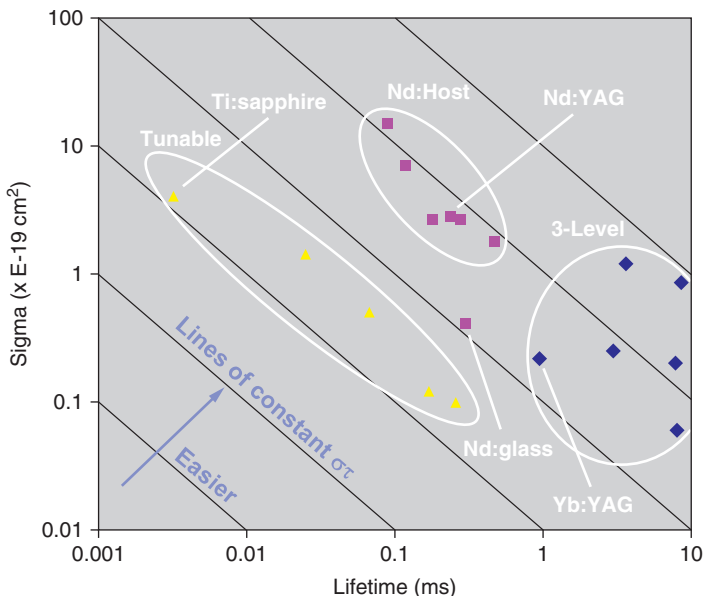 100
10
1
0.1
0.01
0.001
0.01
0.1
1
10
Sigma (x E-19 cm²)
Lifetime (ms)
Ti:sapphire
Tunable
Nd:Host
Nd:YAG
3-Level
Lines of constant στ
Easier
Nd:glass
Yb:YAG